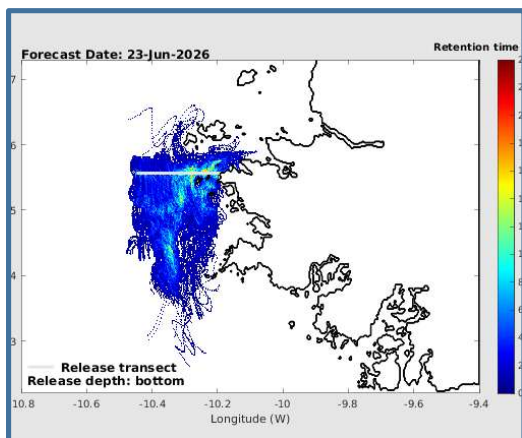 Forecast Date: 23-Jun-2026
Retention time
7
6
5
4
3
Release transect
Release depth: bottom
10.8 -10.6 -10.4 -10.2 -10 -9.8 -9.6 -9.4
Longitude (W)